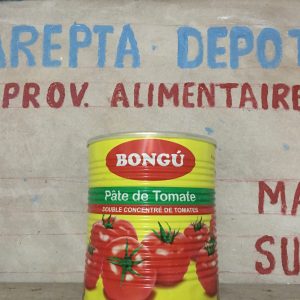 AREPTA · DEPOT
PROV. ALIMENTAIRE
BONGÚ
Pâte de Tomate
DOUBLE CONCENTRÉ DE TOMATES
MA
SU